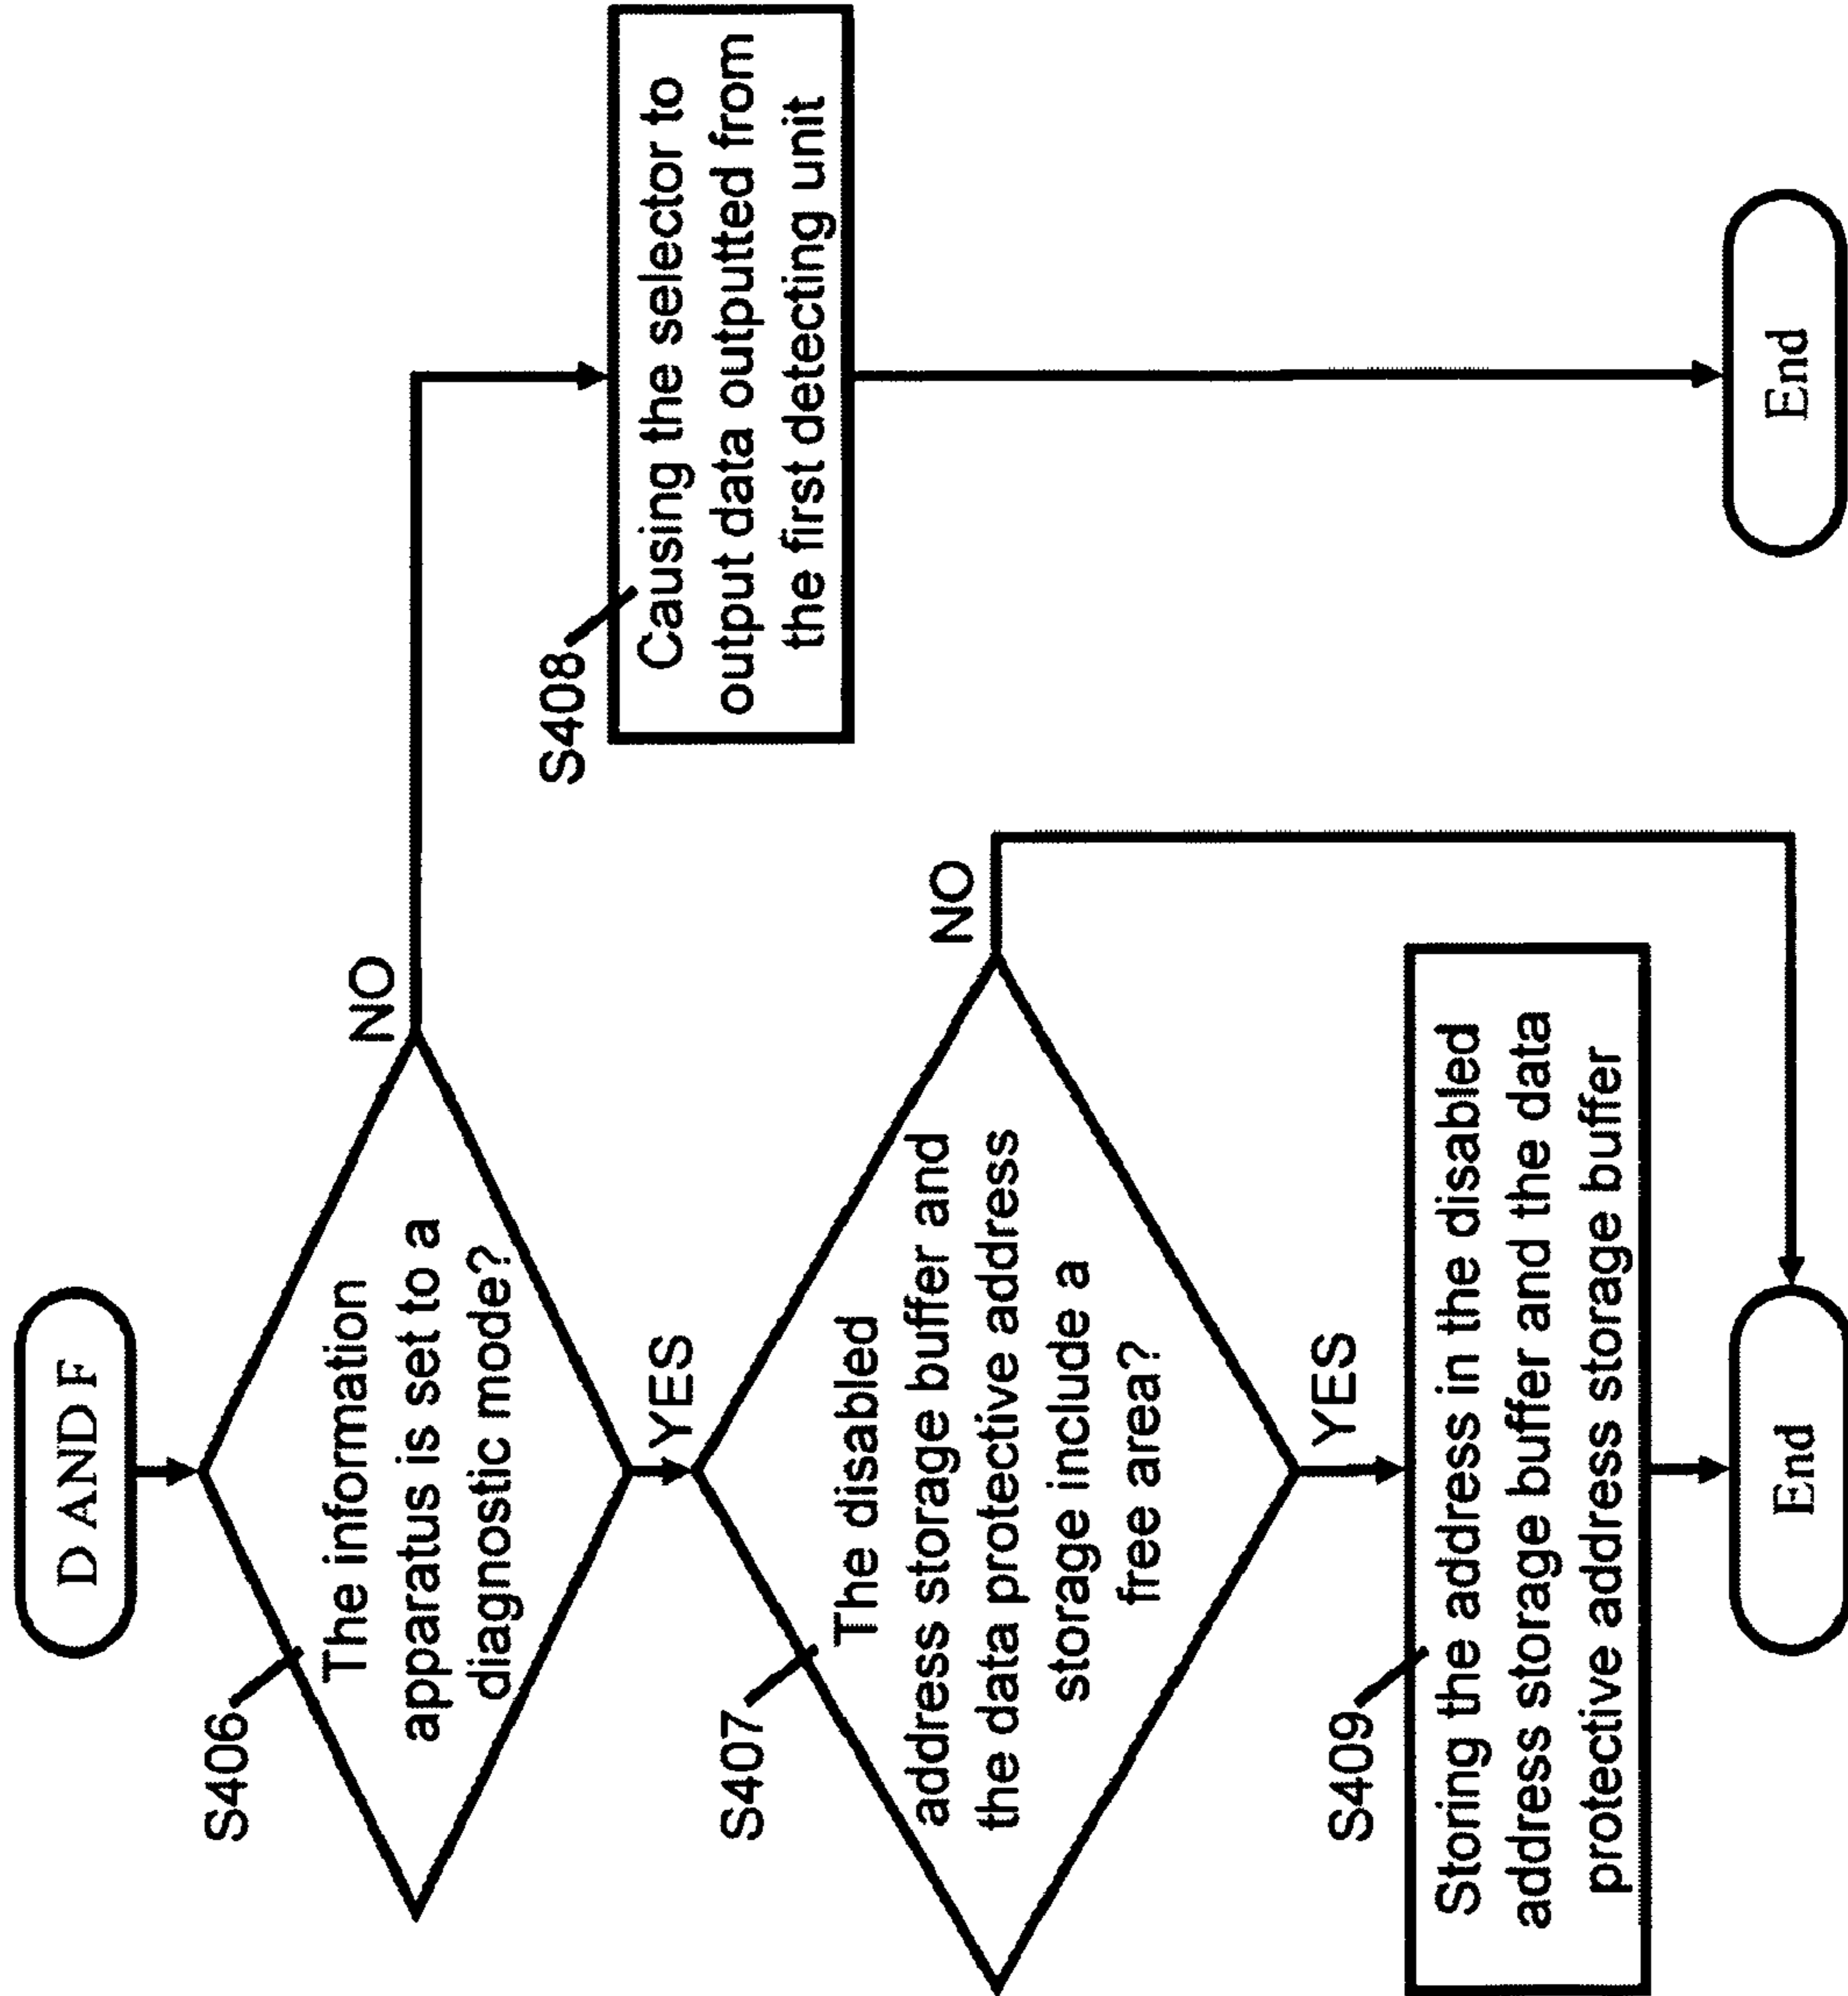 D AND F
S406
The information
apparatus is set to a
diagnostic mode?
NO
YES
S408
Causing the selector to
output data outputted from
the first detecting unit
S407
The disabled
address storage buffer and
the data protective address
storage include a
free area?
NO
YES
S409
Storing the address in the disabled
address storage buffer and the data
protective address storage buffer
End
End